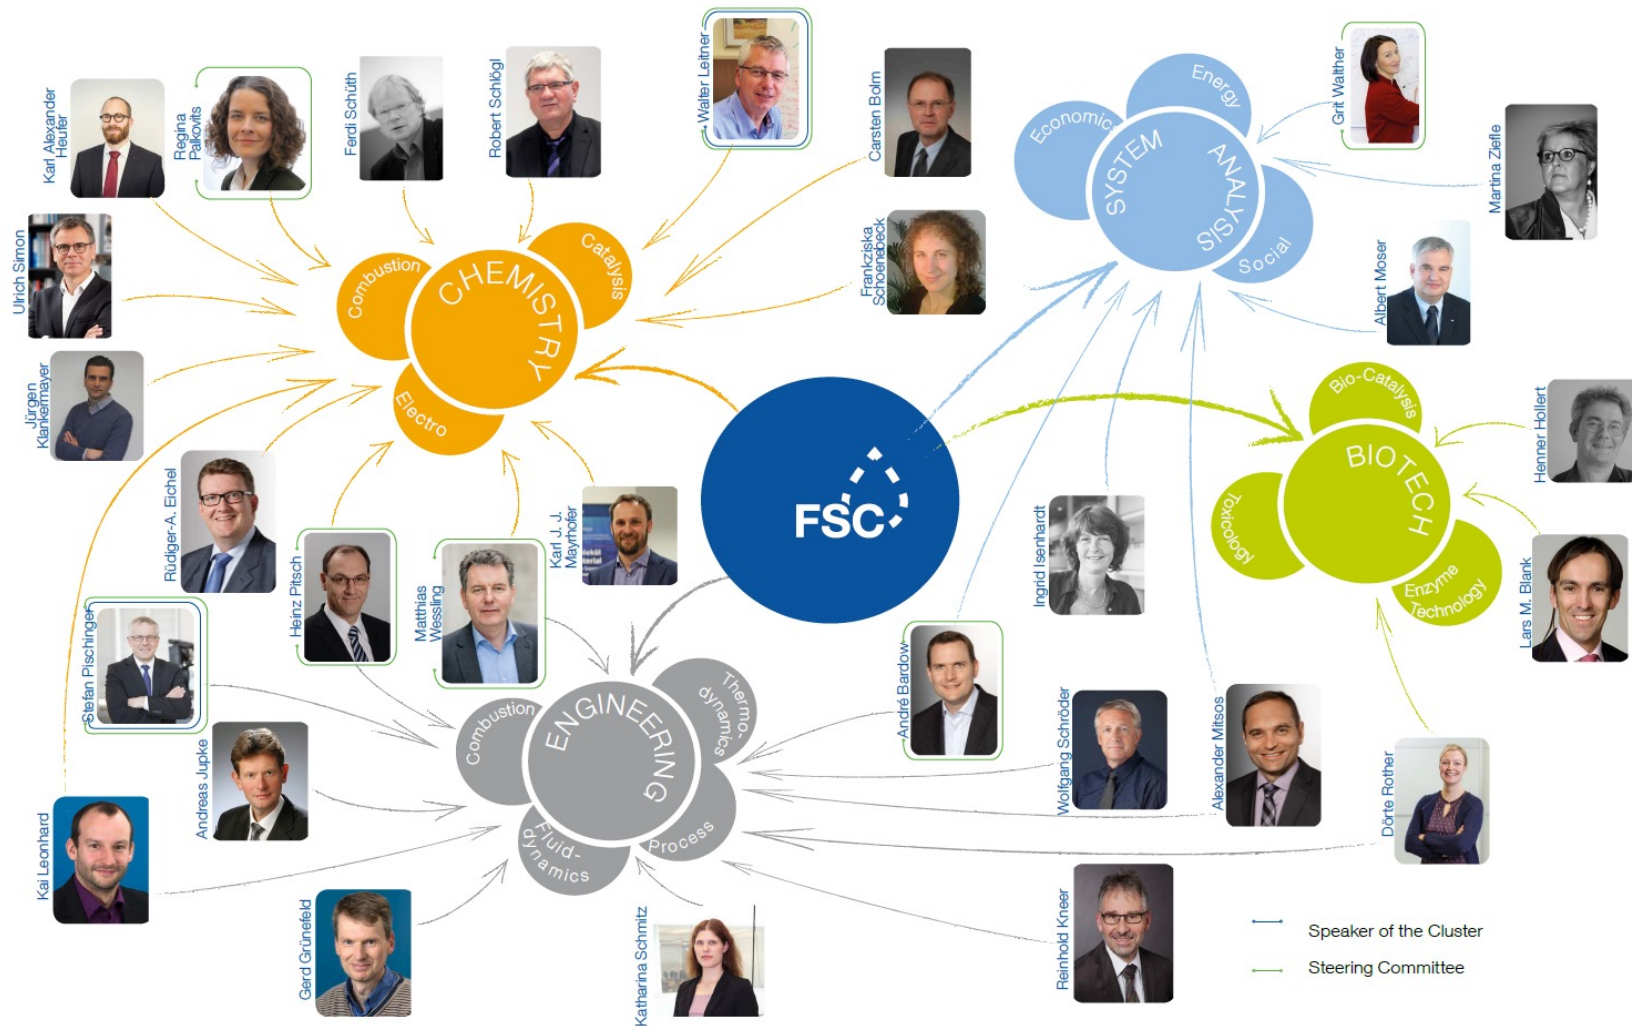 Karl Alexander
Heufer
Regina
Palkovits
Ferdi Schüth
Robert Schlögl
Walter Leitner
Carsten Bolm
Grit Walther
Martina Ziefle
Ulrich Simon
Frankziska
Schoenebeck
Albert Moser
Jürgen
Klankermayer
Henner Hollert
Combustion
CHEMISTRY
Catalysis
Electro
Economics
Energy
SYSTEM
ANALYSIS
Social
FSC
Bio-Catalysis
BIOTECH
Toxicology
Enzyme
Technology
Rüdiger-A. Eichel
Heinz Pitsch
Matthias
Wessling
Karl J. J.
Mayrhofer
Ingrid Isenhardt
Lars M. Blank
Stefan Pischinger
Andreas Jupke
Kai Leonhard
Combustion
ENGINEERING
Thermo-
dynamics
Fluid-
dynamics
Process
André Bardow
Wolfgang Schröder
Alexander Mitsos
Dörte Rother
Gerd Grünefeld
Katharina Schmitz
Reinhold Kneer
Speaker of the Cluster
Steering Committee